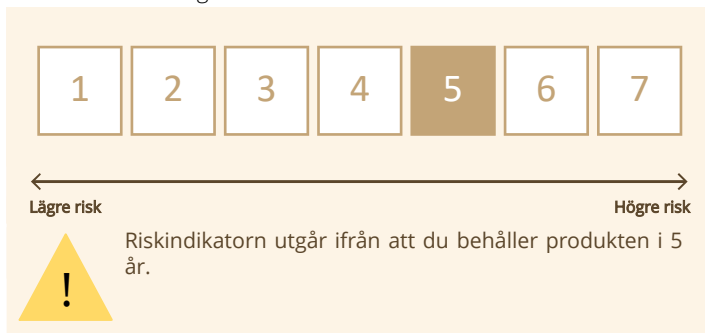 1 2 3 4 5 6 7
Lägre risk Högre risk
Riskindikatorn utgår ifrån att du behåller produkten i 5
år.
!